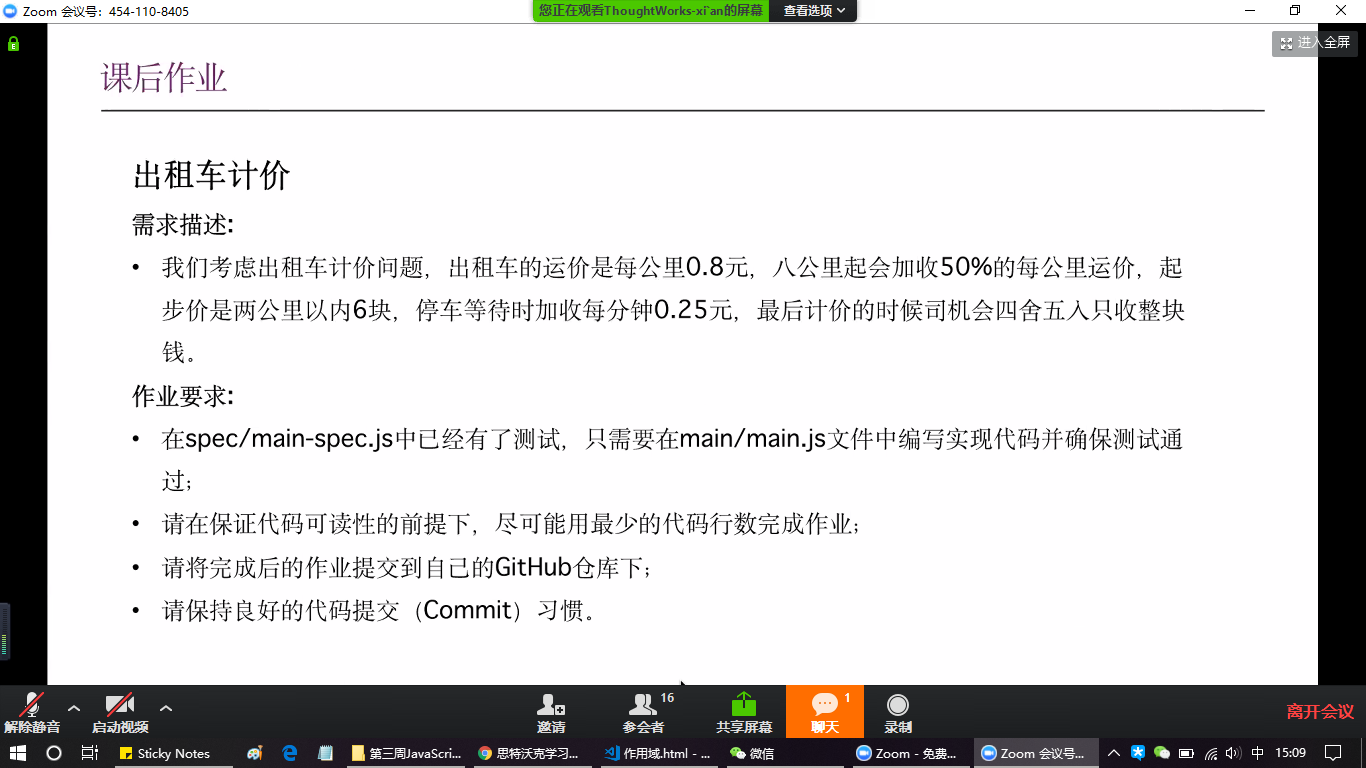 Zoom 会议号：454-110-8405
您正在观看ThoughtWorks-xi`an的屏幕
查看选项
进入全屏
课后作业
出租车计价
需求描述:
• 我们考虑出租车计价问题，出租车的运价是每公里0.8元，八公里起会加收50%的每公里运价，起
步价是两公里以内6块，停车等待时加收每分钟0.25元，最后计价的时候司机会四舍五入只收整块
钱。
作业要求:
• 在spec/main-spec.js中已经有了测试，只需要在main/main.js文件中编写实现代码并确保测试通
过；
• 请在保证代码可读性的前提下，尽可能用最少的代码行数完成作业；
• 请将完成后的作业提交到自己的GitHub仓库下；
• 请保持良好的代码提交（Commit）习惯。
解除静音
启动视频
邀请
16
参会者
共享屏幕
1
聊天
录制
离开会议
Sticky Notes
第三周JavaScri...
思特沃克学习...
作用域.html - ...
微信
Zoom - 免费...
Zoom 会议号...
中
15:09